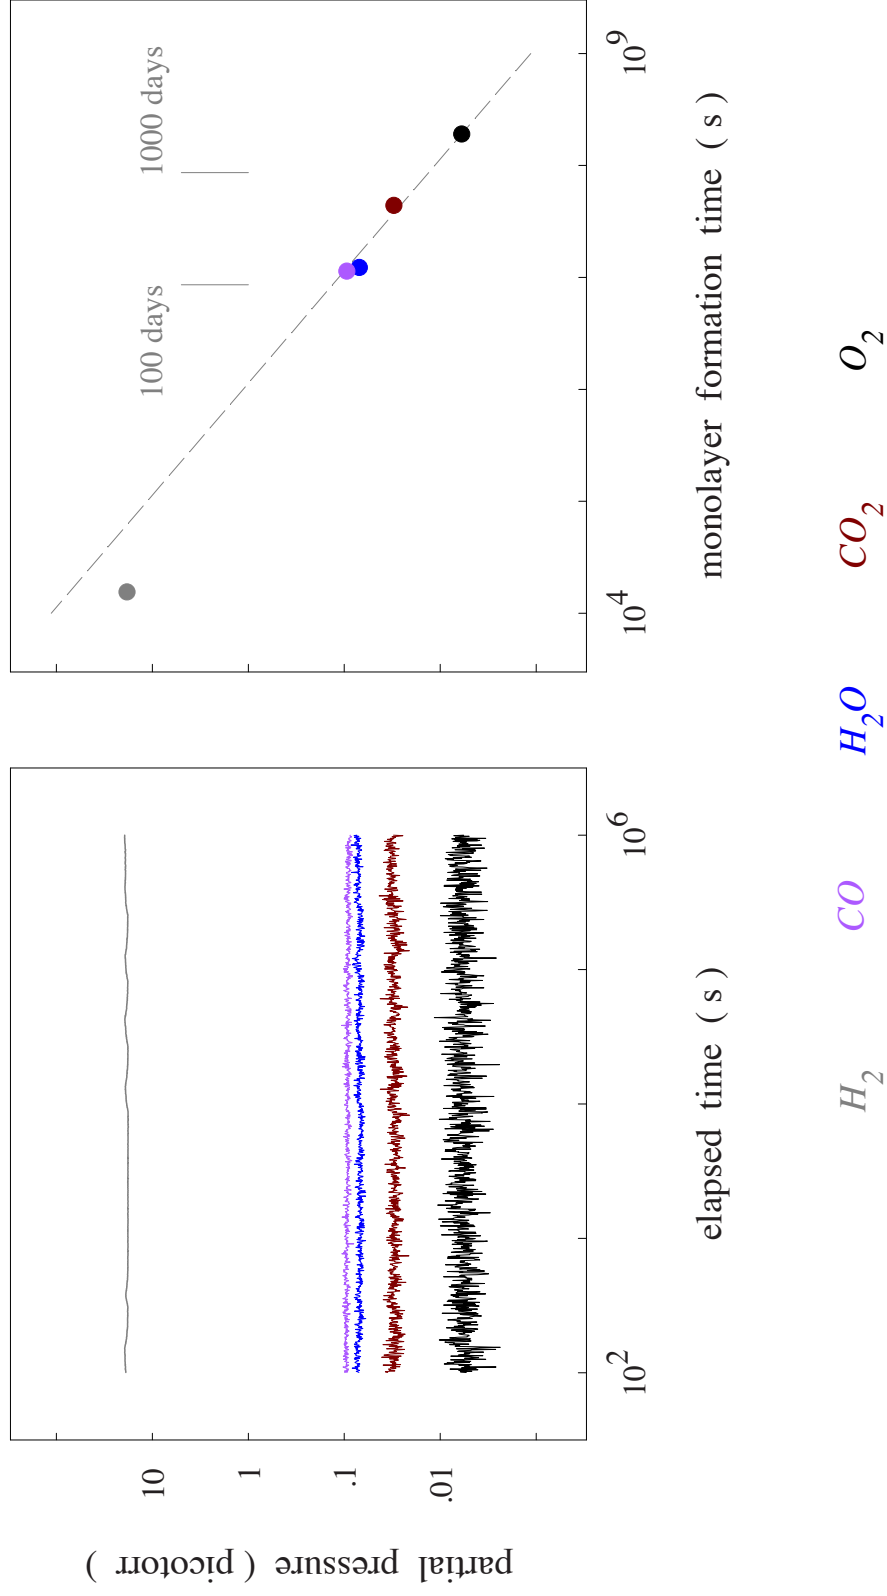 partial pressure ( picotorr )
10
1
.1
.01
10^2
10^6
elapsed time ( s )
100 days
1000 days
10^4
10^9
monolayer formation time ( s )
H_2 CO H_2O CO_2 O_2